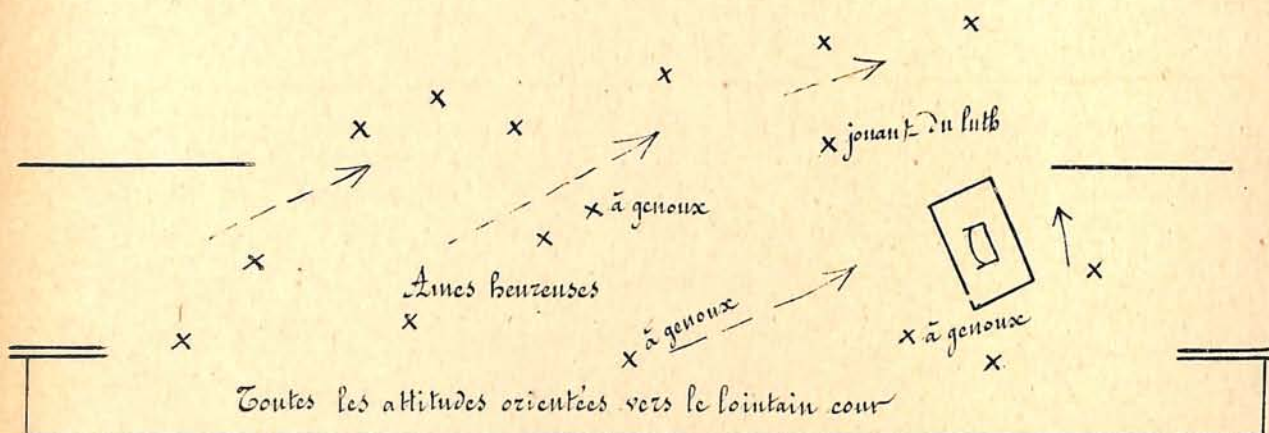 x
x
x
x
x
x
x
x jouant du luth
x à genoux
x
x
x
Ames heureuses
x
x
x à genoux
x à genoux
x
Toutes les attitudes orientées vers le lointain cour